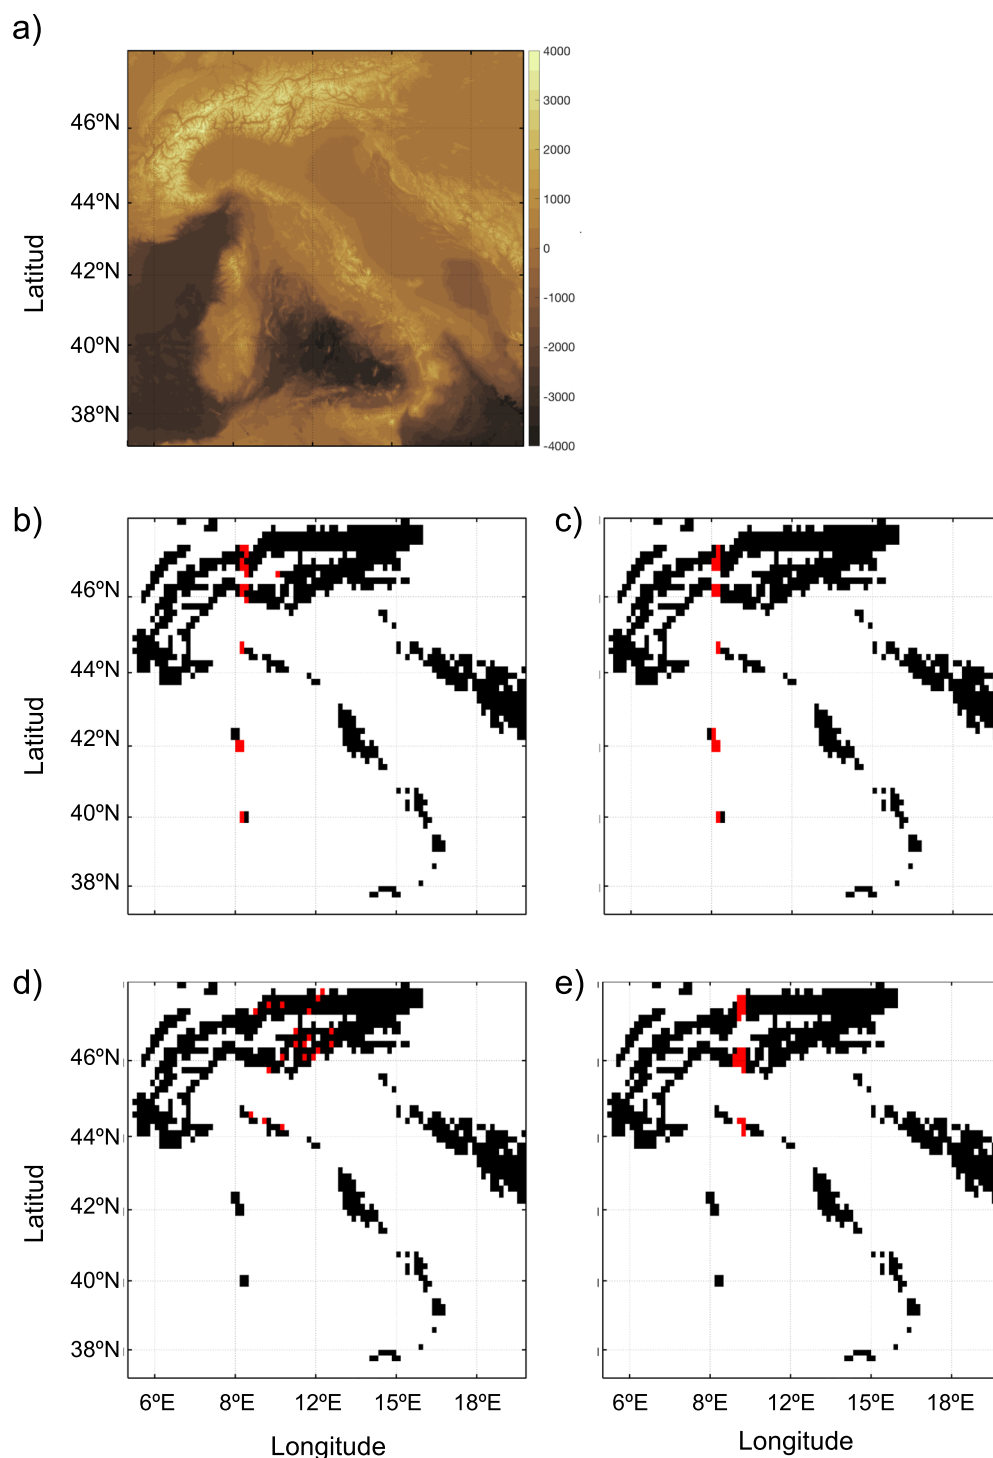 a)
4000
3000
2000
1000
0
-1000
-2000
-3000
-4000
46ºN
44ºN
42ºN
40ºN
38ºN
Latitud
b)
c)
46ºN
44ºN
42ºN
40ºN
38ºN
Latitud
d)
e)
46ºN
44ºN
42ºN
40ºN
38ºN
Latitud
6ºE 8ºE 12ºE 15ºE 18ºE
6ºE 8ºE 12ºE 15ºE 18ºE
Longitude
Longitude